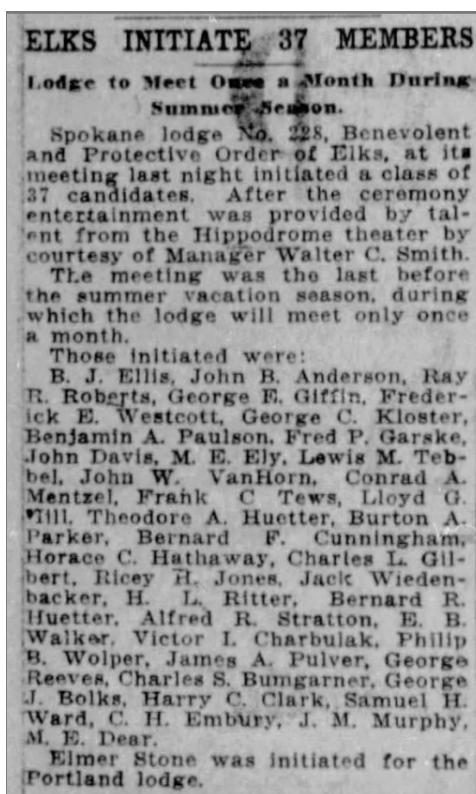 ELKS INITIATE 37 MEMBERS
Lodge to Meet Once a Month During
Summer Season.
Spokane lodge No. 228, Benevolent
and Protective Order of Elks, at its
meeting last night initiated a class of
37 candidates. After the ceremony
entertainment was provided by tal-
ent from the Hippodrome theater by
courtesy of Manager Walter C. Smith.
The meeting was the last before
the summer vacation season, during
which the lodge will meet only once
a month.
Those initiated were:
B. J. Ellis, John B. Anderson, Ray
R. Roberts, George E. Giffin, Freder-
ick E. Westcott, George C. Kloster,
Benjamin A. Paulson, Fred P. Garske,
John Davis, M. E. Ely, Lewis M. Teb-
bel, John W. VanHorn, Conrad A.
Mentzel, Frank C Tews, Lloyd G.
Theodore A. Huetter, Burton A.
Parker, Bernard F. Cunningham,
Horace C. Hathaway, Charles L. Gil-
bert, Ricey H. Jones, Jack Wieden-
backer, H. L. Ritter, Bernard R.
Huetter, Alfred R. Stratton, E. B.
Walker, Victor I. Charbulak, Philip
B. Wolper, James A. Pulver, George
Reeves, Charles S. Bumgarner, George
J. Bolks, Harry C. Clark, Samuel H.
Ward, C. H. Embury, J. M. Murphy,
M. E. Dear.
Elmer Stone was initiated for the
Portland lodge.